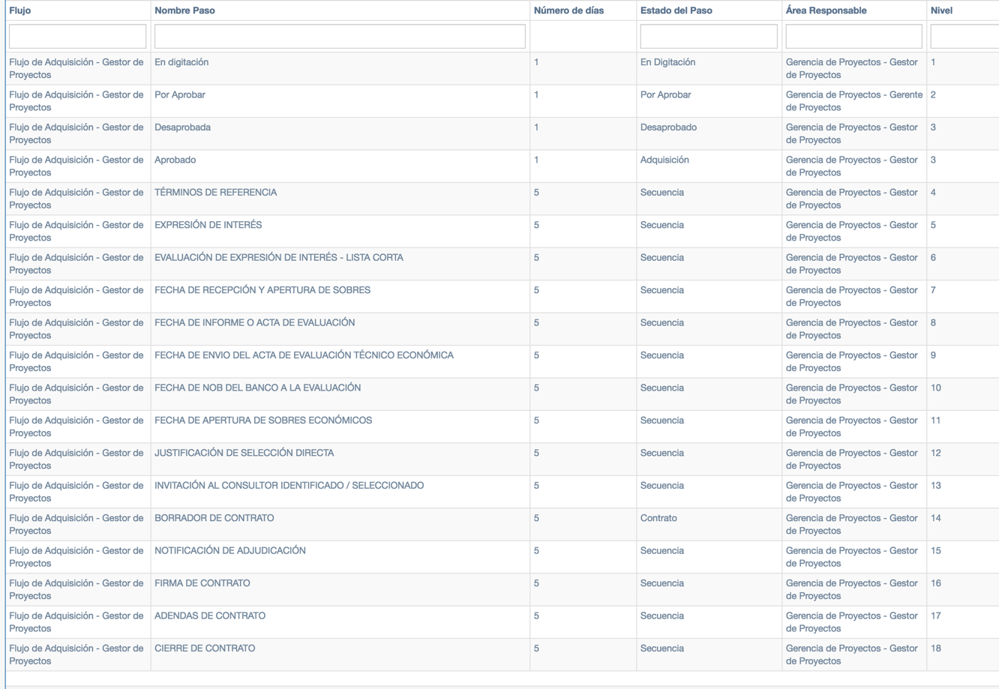 Flujo Nombre Paso Número de días Estado del Paso Área Responsable Nivel
Flujo de Adquisición - Gestor de En digitación 1 En Digitación Gerencia de Proyectos - Gestor 1
Proyectos de Proyectos
Flujo de Adquisición - Gestor de Por Aprobar 1 Por Aprobar Gerencia de Proyectos - Gerente 2
Proyectos de Proyectos
Flujo de Adquisición - Gestor de Desaprobada 1 Desaprobado Gerencia de Proyectos - Gestor 3
Proyectos de Proyectos
Flujo de Adquisición - Gestor de Aprobado 1 Adquisición Gerencia de Proyectos - Gestor 3
Proyectos de Proyectos
Flujo de Adquisición - Gestor de TÉRMINOS DE REFERENCIA 5 Secuencia Gerencia de Proyectos - Gestor 4
Proyectos de Proyectos
Flujo de Adquisición - Gestor de EXPRESIÓN DE INTERÉS 5 Secuencia Gerencia de Proyectos - Gestor 5
Proyectos de Proyectos
Flujo de Adquisición - Gestor de EVALUACIÓN DE EXPRESIÓN DE INTERÉS - LISTA CORTA 5 Secuencia Gerencia de Proyectos - Gestor 6
Proyectos de Proyectos
Flujo de Adquisición - Gestor de FECHA DE RECEPCIÓN Y APERTURA DE SOBRES 5 Secuencia Gerencia de Proyectos - Gestor 7
Proyectos de Proyectos
Flujo de Adquisición - Gestor de FECHA DE INFORME O ACTA DE EVALUACIÓN 5 Secuencia Gerencia de Proyectos - Gestor 8
Proyectos de Proyectos
Flujo de Adquisición - Gestor de FECHA DE ENVIO DEL ACTA DE EVALUACIÓN TÉCNICO ECONÓMICA 5 Secuencia Gerencia de Proyectos - Gestor 9
Proyectos de Proyectos
Flujo de Adquisición - Gestor de FECHA DE NOB DEL BANCO A LA EVALUACIÓN 5 Secuencia Gerencia de Proyectos - Gestor 10
Proyectos de Proyectos
Flujo de Adquisición - Gestor de FECHA DE APERTURA DE SOBRES ECONÓMICOS 5 Secuencia Gerencia de Proyectos - Gestor 11
Proyectos de Proyectos
Flujo de Adquisición - Gestor de JUSTIFICACIÓN DE SELECCIÓN DIRECTA 5 Secuencia Gerencia de Proyectos - Gestor 12
Proyectos de Proyectos
Flujo de Adquisición - Gestor de INVITACIÓN AL CONSULTOR IDENTIFICADO / SELECCIONADO 5 Secuencia Gerencia de Proyectos - Gestor 13
Proyectos de Proyectos
Flujo de Adquisición - Gestor de BORRADOR DE CONTRATO 5 Contrato Gerencia de Proyectos - Gestor 14
Proyectos de Proyectos
Flujo de Adquisición - Gestor de NOTIFICACIÓN DE ADJUDICACIÓN 5 Secuencia Gerencia de Proyectos - Gestor 15
Proyectos de Proyectos
Flujo de Adquisición - Gestor de FIRMA DE CONTRATO 5 Secuencia Gerencia de Proyectos - Gestor 16
Proyectos de Proyectos
Flujo de Adquisición - Gestor de ADENDAS DE CONTRATO 5 Secuencia Gerencia de Proyectos - Gestor 17
Proyectos de Proyectos
Flujo de Adquisición - Gestor de CIERRE DE CONTRATO 5 Secuencia Gerencia de Proyectos - Gestor 18
Proyectos de Proyectos